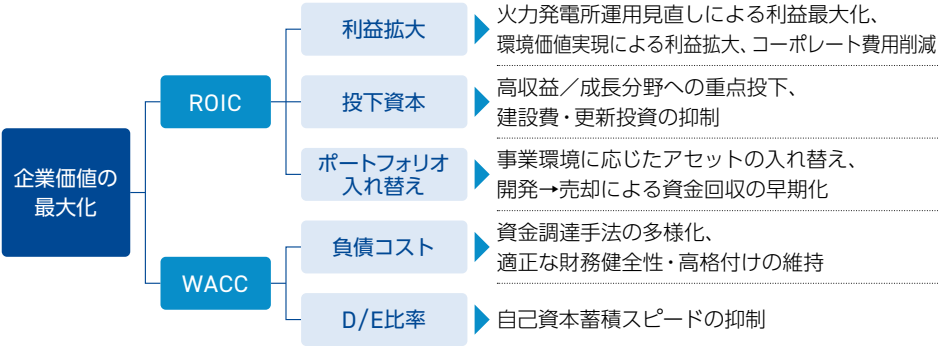 企業価値の
最大化
ROIC
利益拡大
火力発電所運用見直しによる利益最大化、
環境価値実現による利益拡大、コーポレート費用削減
投下資本
高収益／成長分野への重点投下、
建設費・更新投資の抑制
ポートフォリオ
入れ替え
事業環境に応じたアセットの入れ替え、
開発→売却による資金回収の早期化
WACC
負債コスト
資金調達手法の多様化、
適正な財務健全性・高格付けの維持
D/E比率
自己資本蓄積スピードの抑制